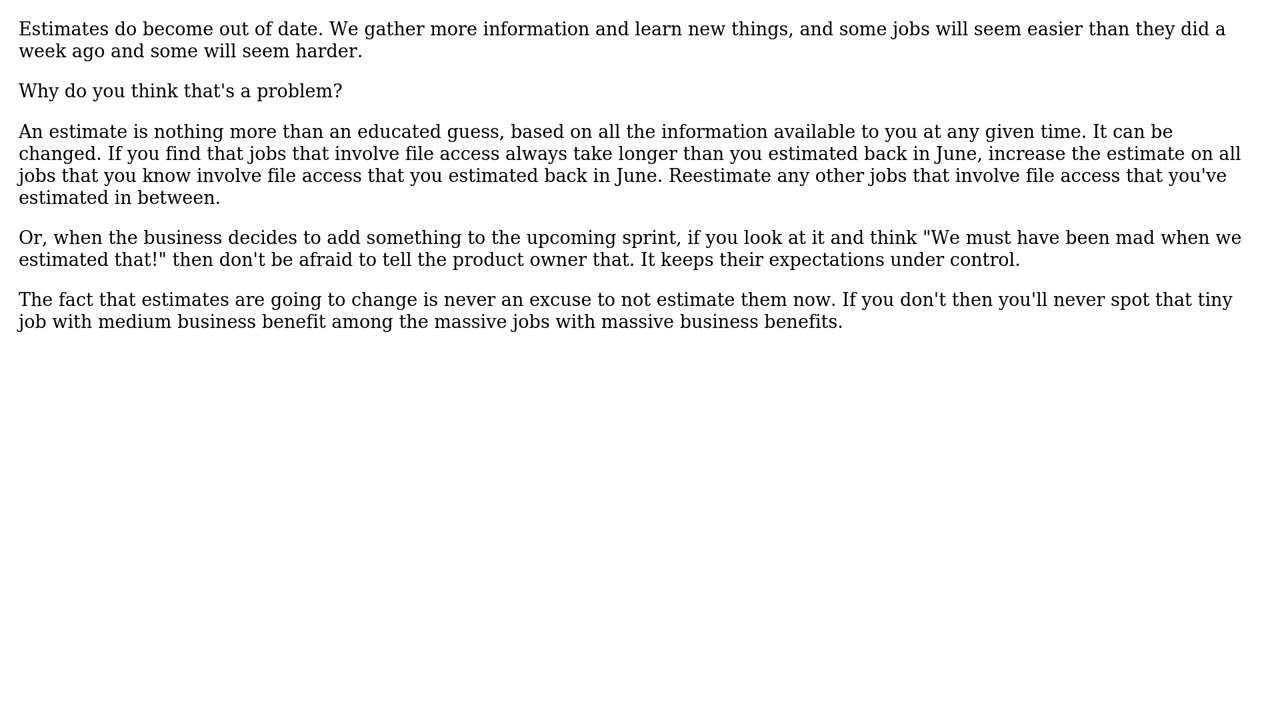 Estimates do become out of date. We gather more information and learn new things, and some jobs will seem easier than they did a
week ago and some will seem harder.
Why do you think that's a problem?
An estimate is nothing more than an educated guess, based on all the information available to you at any given time. It can be
changed. If you find that jobs that involve file access always take longer than you estimated back in June, increase the estimate on all
jobs that you know involve file access that you estimated back in June. Reestimate any other jobs that involve file access that you've
estimated in between.
Or, when the business decides to add something to the upcoming sprint, if you look at it and think "We must have been mad when we
estimated that!" then don't be afraid to tell the product owner that. It keeps their expectations under control.
The fact that estimates are going to change is never an excuse to not estimate them now. If you don't then you'll never spot that tiny
job with medium business benefit among the massive jobs with massive business benefits.